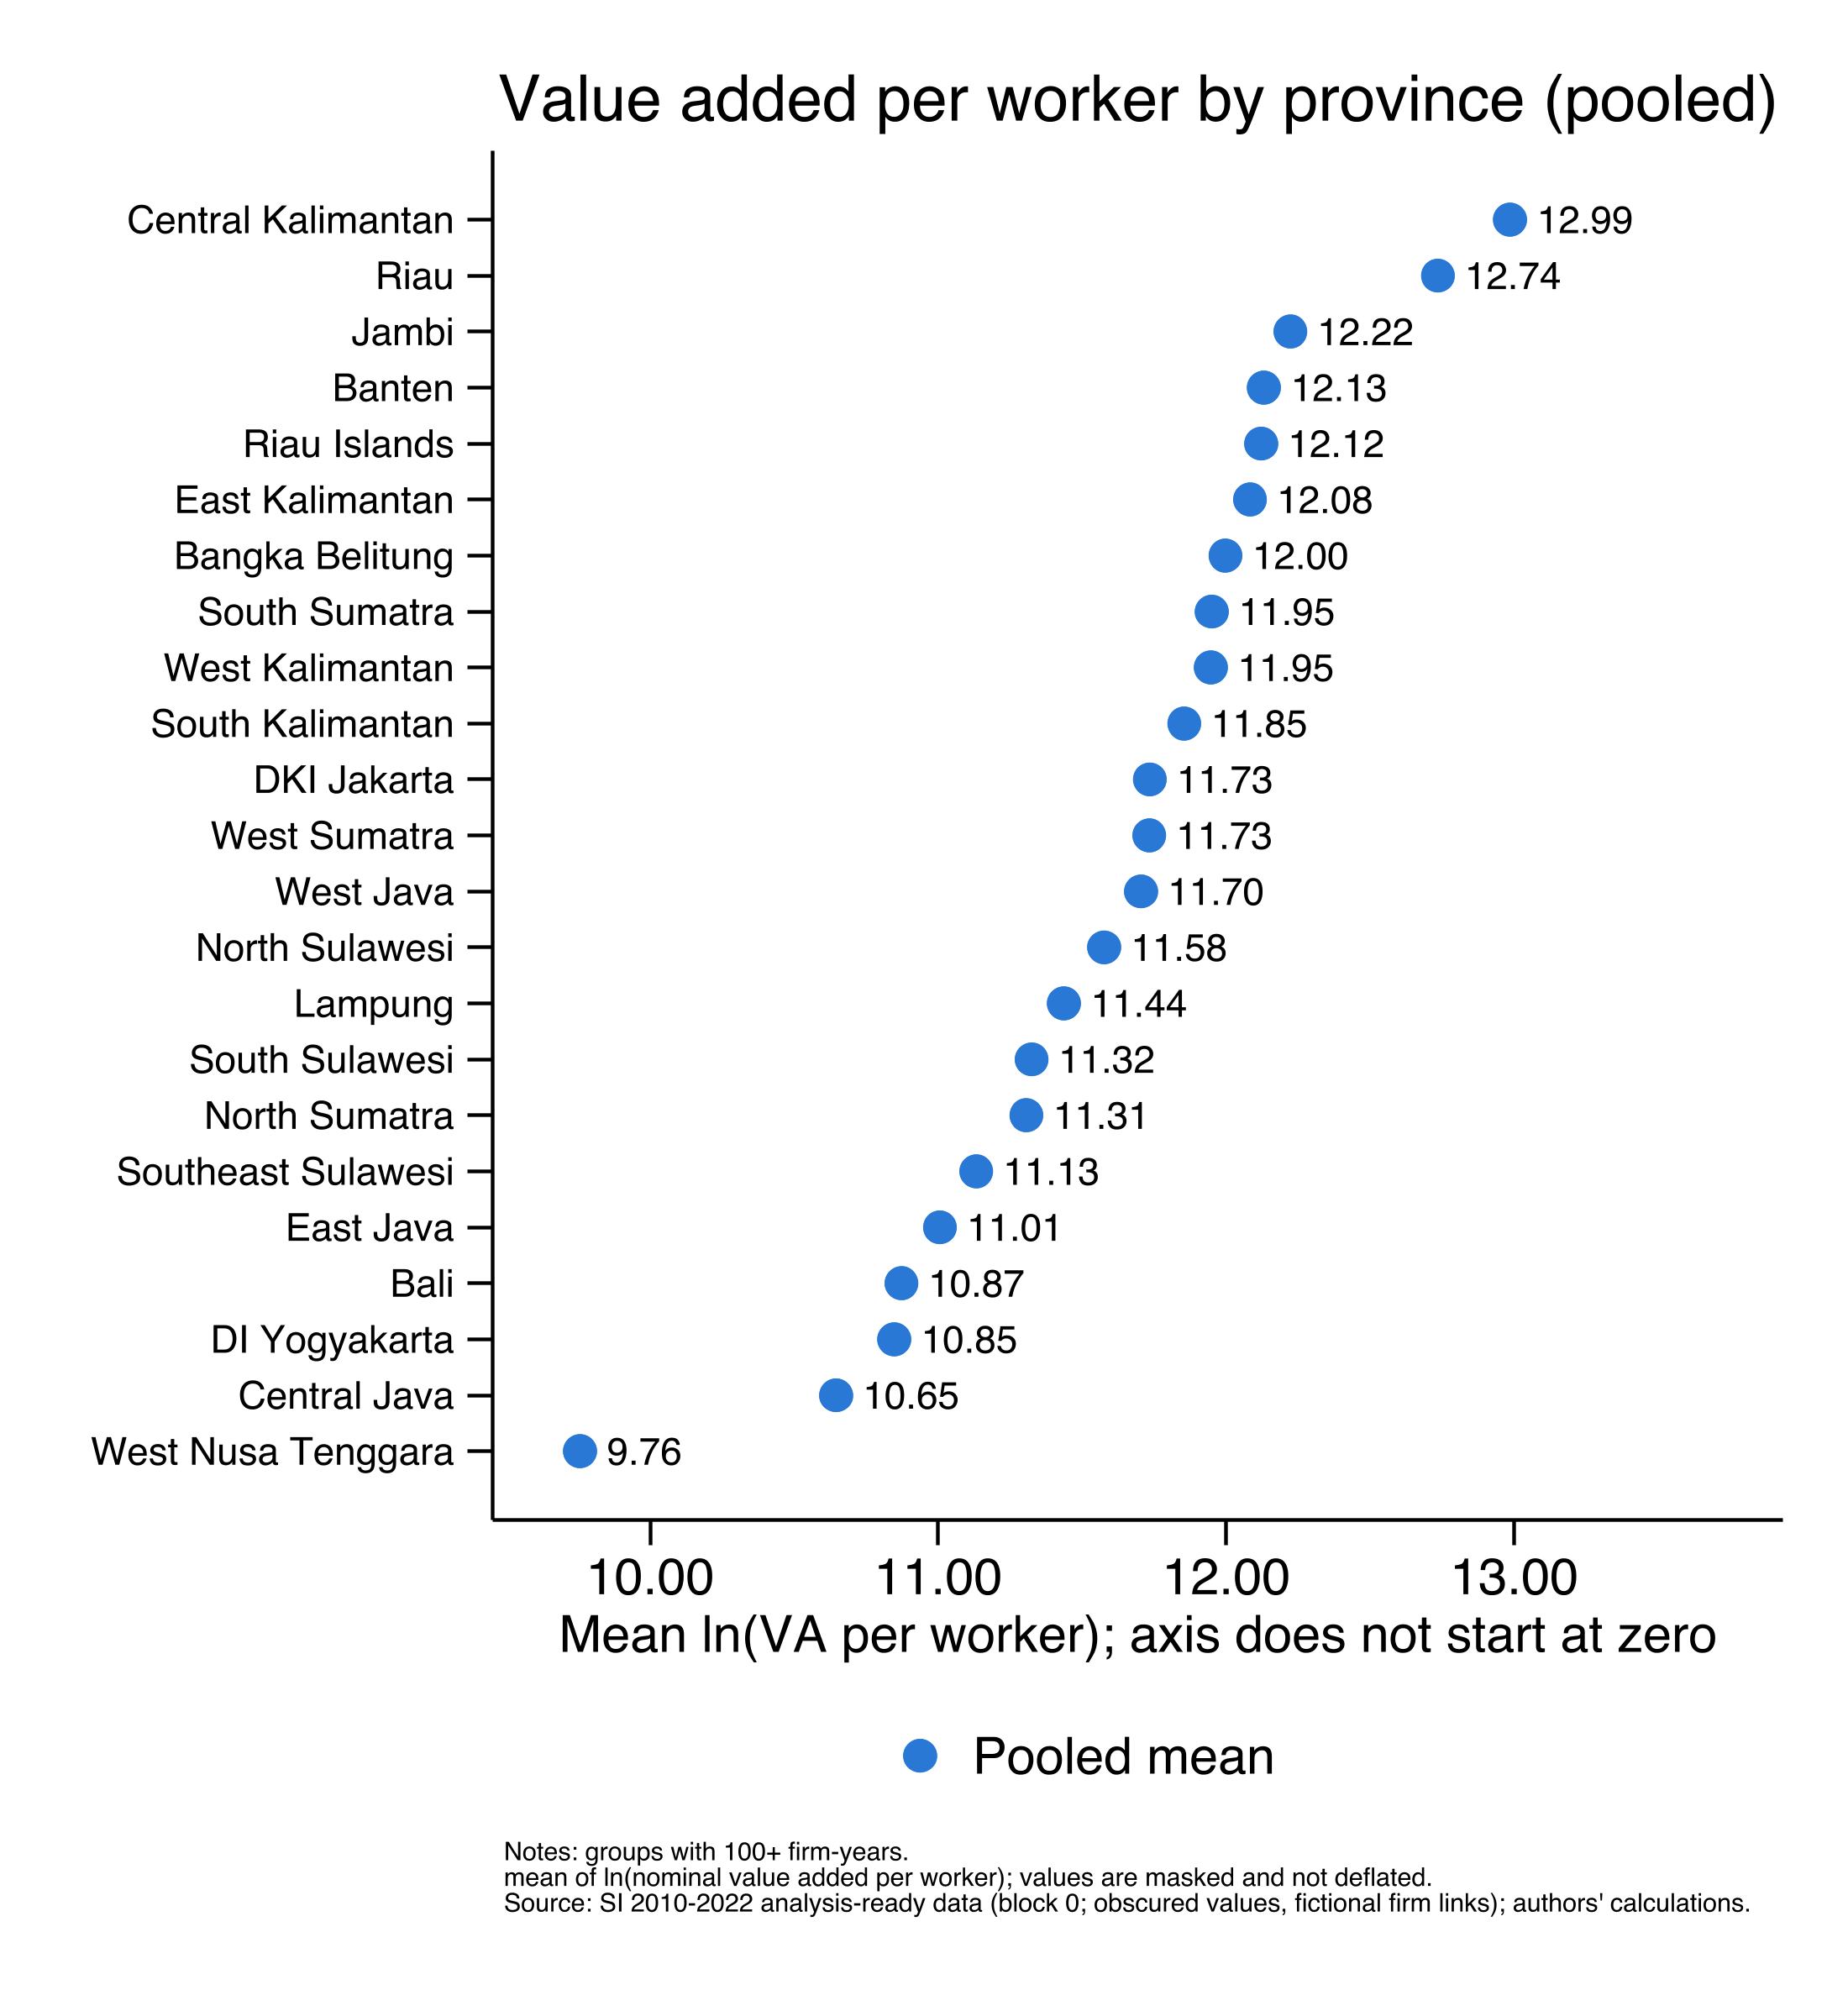 Value added per worker by province (pooled)
Central Kalimantan 12.99
Riau 12.74
Jambi 12.22
Banten 12.13
Riau Islands 12.12
East Kalimantan 12.08
Bangka Belitung 12.00
South Sumatra 11.95
West Kalimantan 11.95
South Kalimantan 11.85
DKI Jakarta 11.73
West Sumatra 11.73
West Java 11.70
North Sulawesi 11.58
Lampung 11.44
South Sulawesi 11.32
North Sumatra 11.31
Southeast Sulawesi 11.13
East Java 11.01
Bali 10.87
DI Yogyakarta 10.85
Central Java 10.65
West Nusa Tenggara 9.76
10.00 11.00 12.00 13.00
Mean ln(VA per worker); axis does not start at zero
Pooled mean
Notes: groups with 100+ firm-years.
mean of ln(nominal value added per worker); values are masked and not deflated.
Source: SI 2010-2022 analysis-ready data (block 0; obscured values, fictional firm links); authors' calculations.